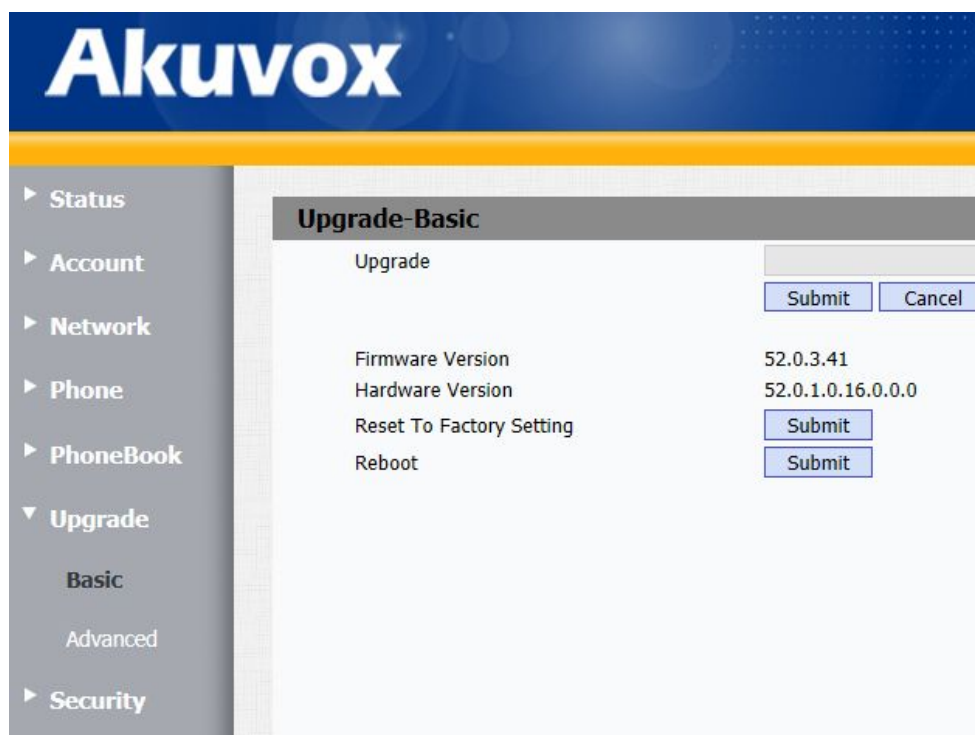 Akuvox
Status
Account
Network
Phone
PhoneBook
Upgrade
Basic
Advanced
Security
Upgrade-Basic
Upgrade
Submit Cancel
Firmware Version 52.0.3.41
Hardware Version 52.0.1.0.16.0.0.0
Reset To Factory Setting Submit
Reboot Submit